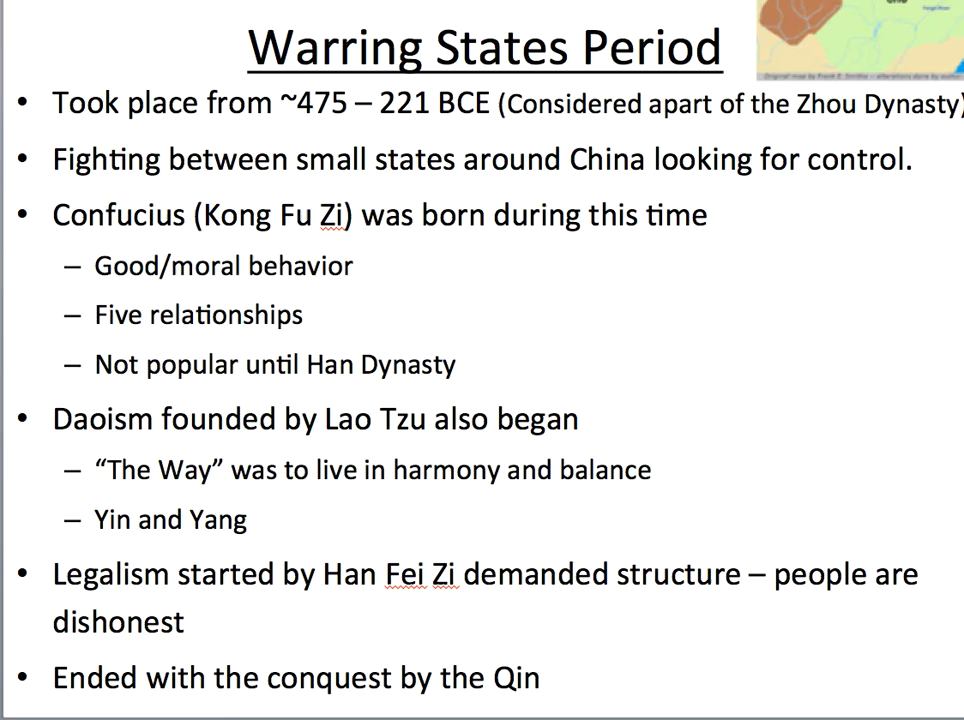 Warring States Period
• Took place from ~475 – 221 BCE (Considered apart of the Zhou Dynasty)
• Fighting between small states around China looking for control.
• Confucius (Kong Fu Zi) was born during this time
– Good/moral behavior
– Five relationships
– Not popular until Han Dynasty
• Daoism founded by Lao Tzu also began
– “The Way” was to live in harmony and balance
– Yin and Yang
• Legalism started by Han Fei Zi demanded structure – people are
dishonest
• Ended with the conquest by the Qin